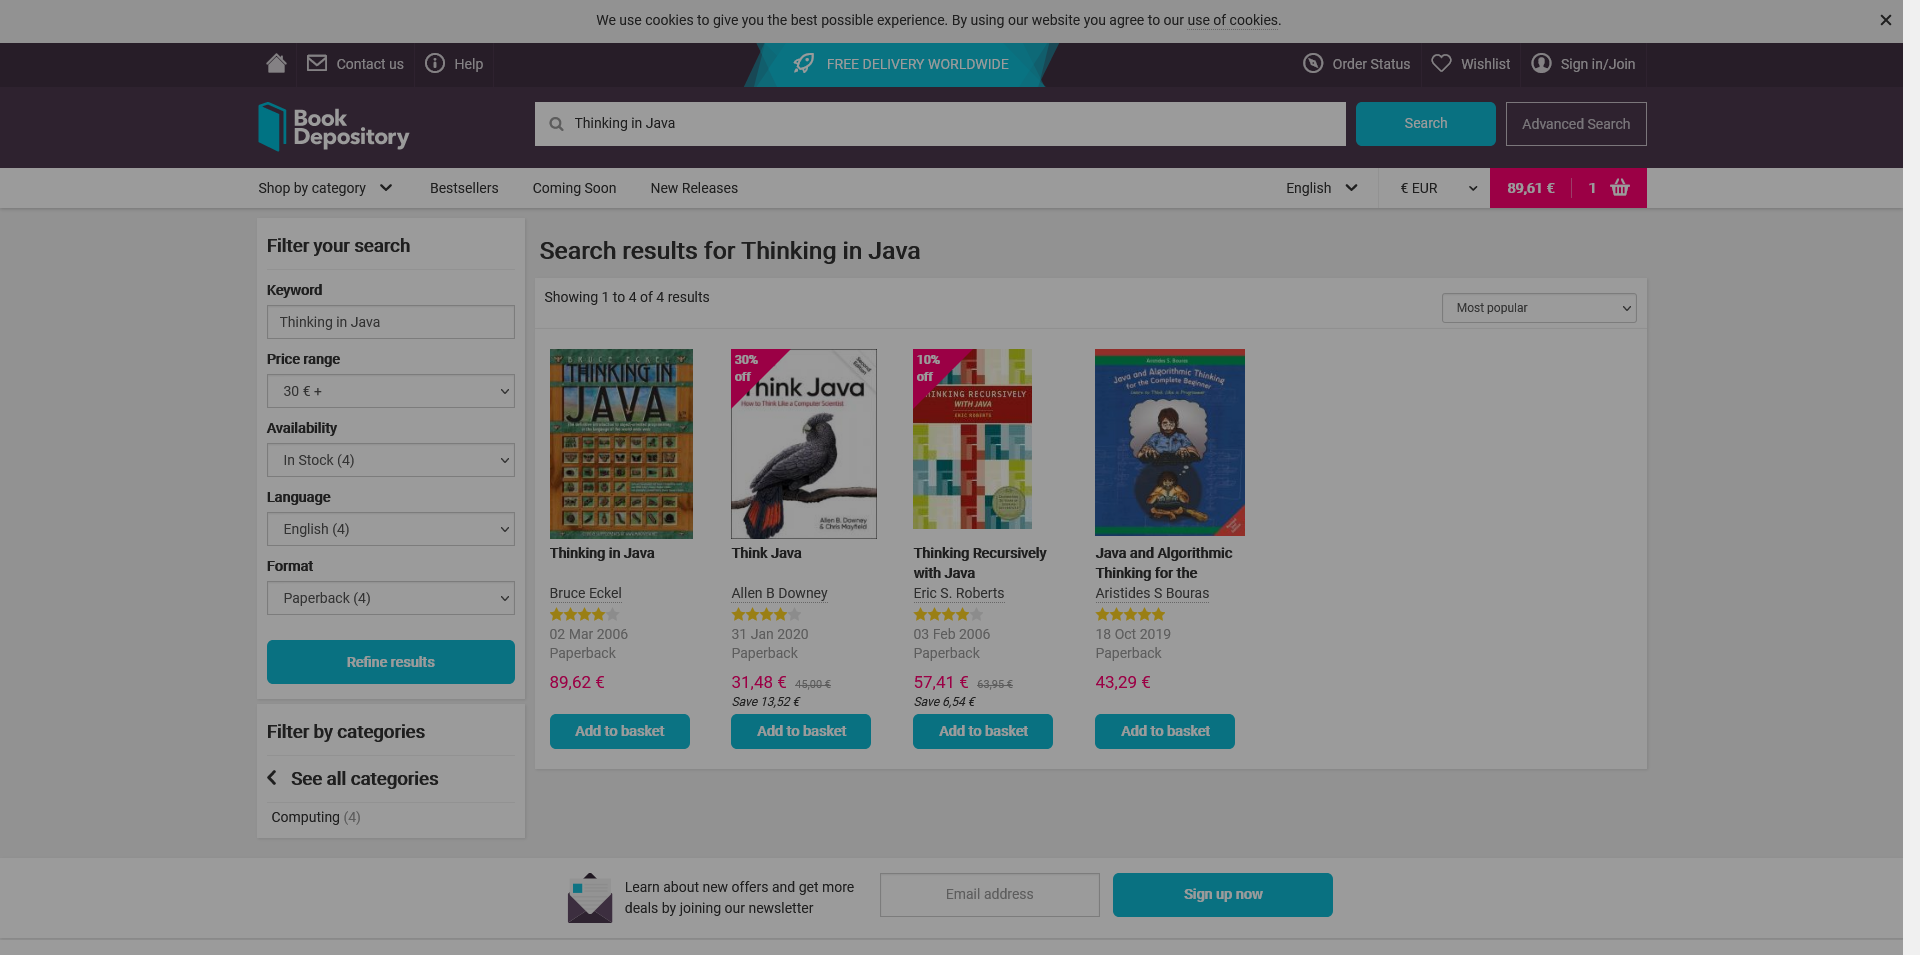 We use cookies to give you the best possible experience. By using our website you agree to our use of cookies.
Contact us
Help
FREE DELIVERY WORLDWIDE
Order Status
Wishlist
Sign in/Join
Book
Depository
Thinking in Java
Search
Advanced Search
Shop by category
Bestsellers
Coming Soon
New Releases
English
€ EUR
89,61 €
1
Filter your search
Keyword
Thinking in Java
Price range
30 € +
Availability
In Stock (4)
Language
English (4)
Format
Paperback (4)
Refine results
Filter by categories
See all categories
Computing (4)
Search results for Thinking in Java
Showing 1 to 4 of 4 results
Most popular
BRUCE ECKEL
THINKING IN
JAVA
Thinking in Java
Bruce Eckel
02 Mar 2006
Paperback
89,62 €
Add to basket
30%
off
Think Java
How to Think Like a Computer Scientist
Second
Edition
Allen B. Downey
& Chris Mayfield
Think Java
Allen B Downey
31 Jan 2020
Paperback
31,48 € 45,00 €
Save 13,52 €
Add to basket
10%
off
THINKING RECURSIVELY
WITH JAVA
ERIC ROBERTS
Thinking Recursively
with Java
Eric S. Roberts
03 Feb 2006
Paperback
57,41 € 63,95 €
Save 6,54 €
Add to basket
Aristides S. Bouras
Java and Algorithmic Thinking
for the Complete Beginner
Learn to Think Like a Programmer
Java and Algorithmic
Thinking for the
Aristides S Bouras
18 Oct 2019
Paperback
43,29 €
Add to basket
Learn about new offers and get more
deals by joining our newsletter
Email address
Sign up now